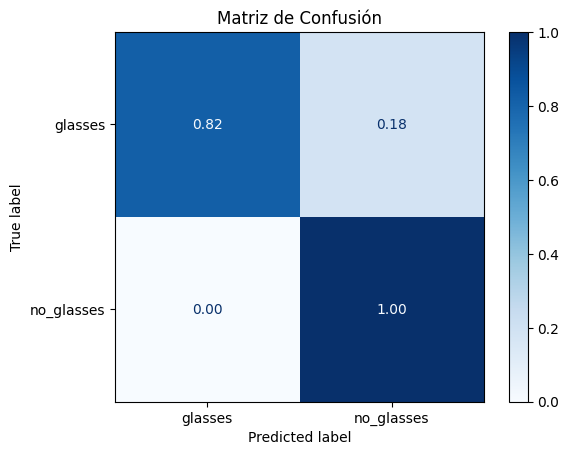 Matriz de Confusión
True label
glasses
0.82
0.18
no_glasses
0.00
1.00
glasses
no_glasses
Predicted label
1.0
0.8
0.6
0.4
0.2
0.0